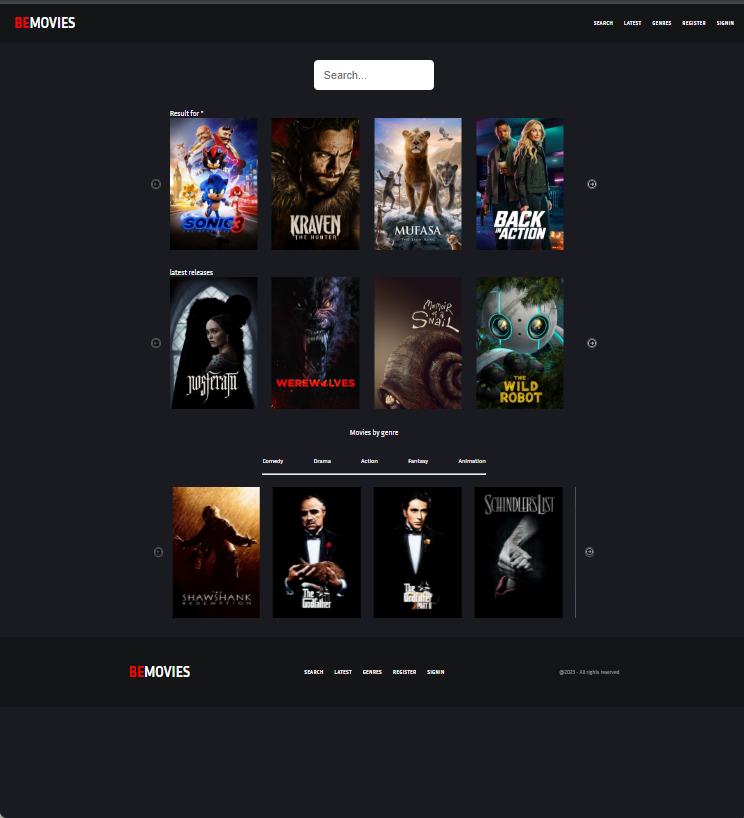 BEMOVIES
SEARCH LATEST GENRES REGISTER SIGNIN
Search...
Result for "
SONIC 3
KRAVEN
THE HUNTER
MUFASA
THE LION KING
BACK
IN ACTION
latest releases
nosferatu
WEREWOLVES
Memoir
of a
Snail
THE
WILD
ROBOT
Movies by genre
Comedy Drama Action Fantasy Animation
THE
SHAWSHANK
REDEMPTION
The
Godfather
The
Godfather
PART II
SCHINDLER'S LIST
BEMOVIES
SEARCH LATEST GENRES REGISTER SIGNIN
@2025 - All rights reserved